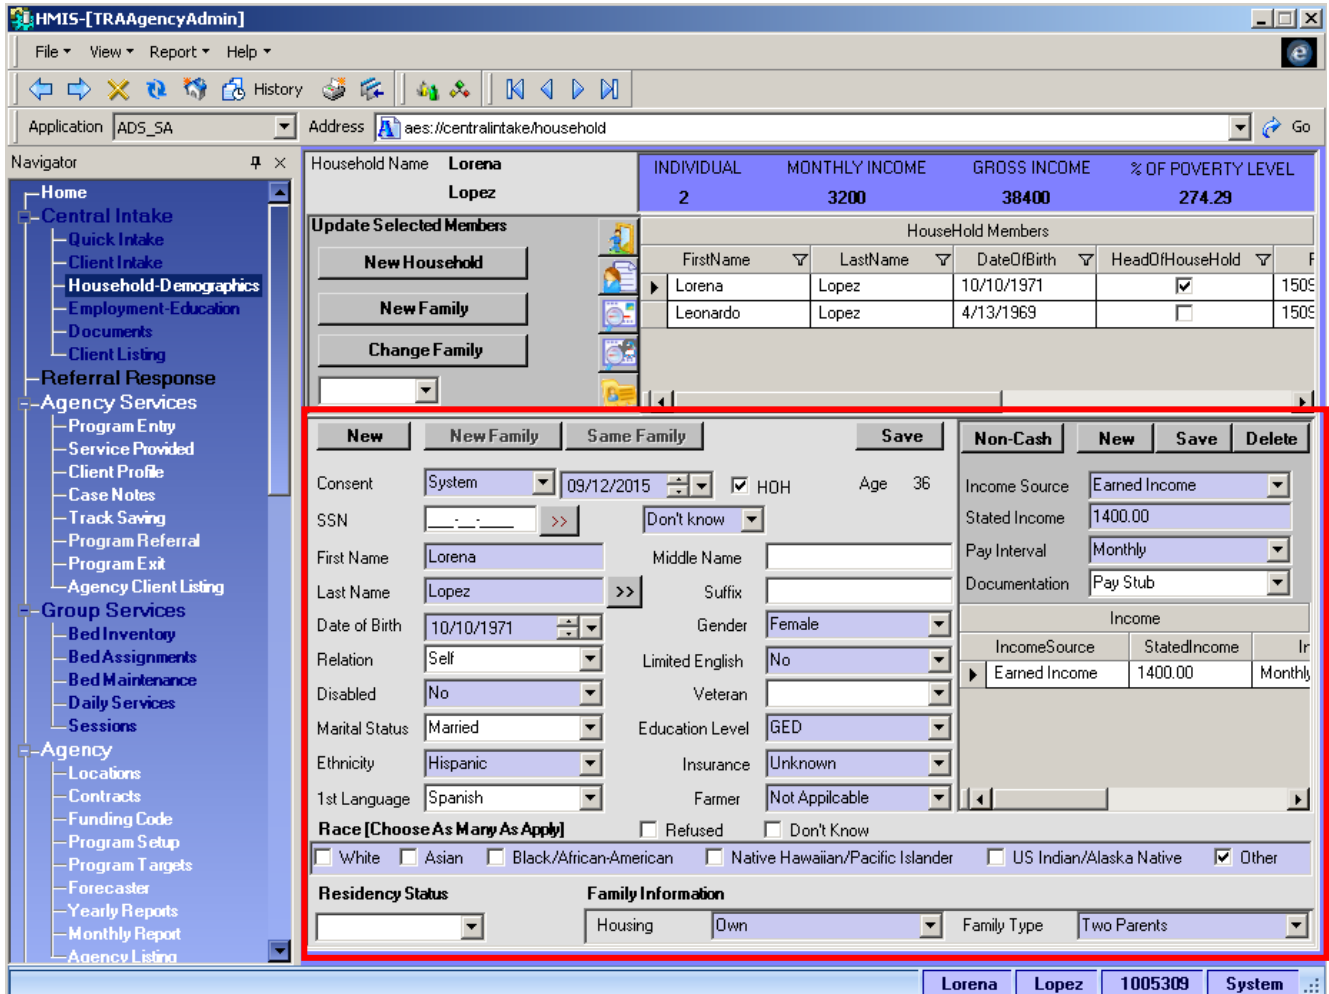 HMIS-[TRAAgencyAdmin]
File View Report Help
History
Application ADS_SA Address aes://centralintake/household Go
Navigator
Home
Central Intake
Quick Intake
Client Intake
Household-Demographics
Employment-Education
Documents
Client Listing
Referral Response
Agency Services
Program Entry
Service Provided
Client Profile
Case Notes
Track Saving
Program Referral
Program Exit
Agency Client Listing
Group Services
Bed Inventory
Bed Assignments
Bed Maintenance
Daily Services
Sessions
Agency
Locations
Contracts
Funding Code
Program Setup
Program Targets
Forecaster
Yearly Reports
Monthly Report
Agency Listing
Household Name Lorena
Lopez
INDIVIDUAL MONTHLY INCOME GROSS INCOME % OF POVERTY LEVEL
2 3200 38400 274.29
Update Selected Members
New Household
New Family
Change Family
HouseHold Members
FirstName LastName DateOfBirth HeadOfHouseHold F
Lorena Lopez 10/10/1971 1509
Leonardo Lopez 4/13/1969 1509
New New Family Same Family Save
Consent System 09/12/2015 HOH Age 36
SSN __-_-____ >> Don't know
First Name Lorena Middle Name
Last Name Lopez >> Suffix
Date of Birth 10/10/1971 Gender Female
Relation Self Limited English No
Disabled No Veteran
Marital Status Married Education Level GED
Ethnicity Hispanic Insurance Unknown
1st Language Spanish Farmer Not Appilcable
Race [Choose As Many As Apply] Refused Don't Know
White Asian Black/African-American Native Hawaiian/Pacific Islander US Indian/Alaska Native Other
Residency Status Family Information
Housing Own Family Type Two Parents
Non-Cash New Save Delete
Income Source Earned Income
Stated Income 1400.00
Pay Interval Monthly
Documentation Pay Stub
Income
IncomeSource StatedIncome In
Earned Income 1400.00 Monthly
Lorena Lopez 1005309 System